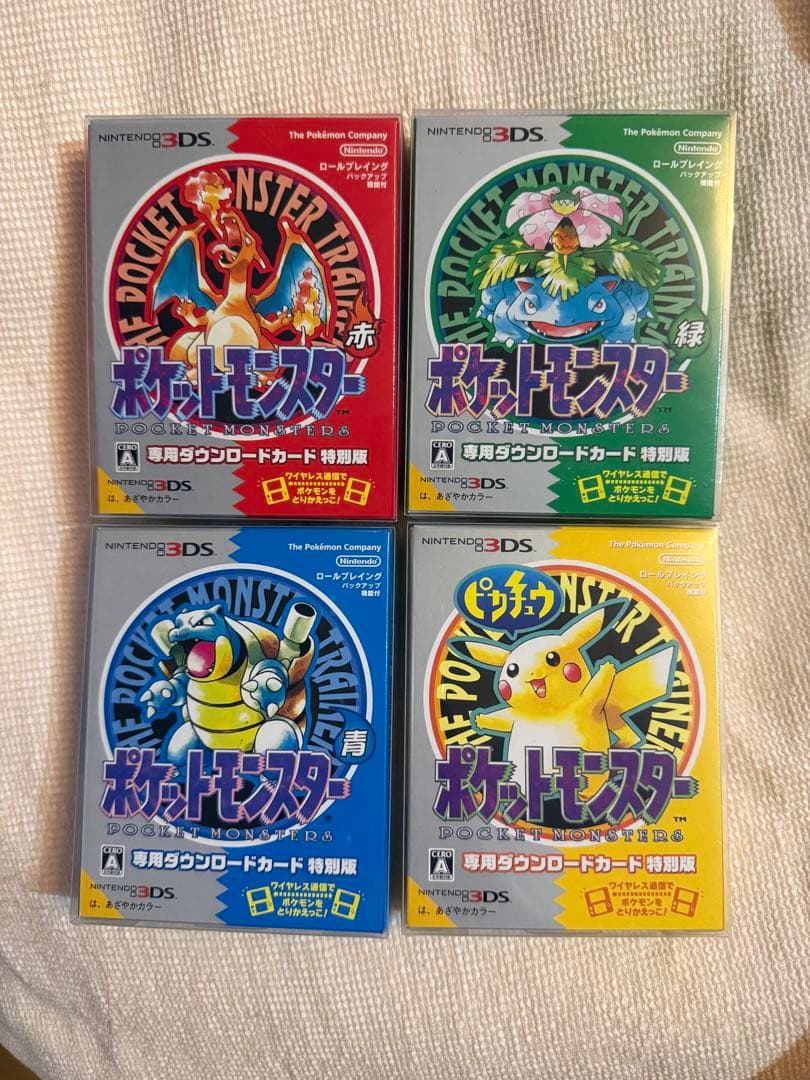 NINTENDO 3DS
The Pokémon Company
Nintendo
ロールプレイング
バックアップ
機能付
THE POCKET MONSTER TRAINER
赤
ポケットモンスター
TM
POCKET MONSTERS
CERO
A
専用ダウンロードカード 特別版
NINTENDO 3DS
は、あざやかカラー
ワイヤレス通信で
ポケモンを
とりかえっこ!
NINTENDO 3DS
The Pokémon Company
Nintendo
ロールプレイング
バックアップ
機能付
THE POCKET MONSTER TRAINER
緑
ポケットモンスター
TM
POCKET MONSTERS
CERO
A
専用ダウンロードカード 特別版
NINTENDO 3DS
は、あざやかカラー
ワイヤレス通信で
ポケモンを
とりかえっこ!
NINTENDO 3DS
The Pokémon Company
Nintendo
ロールプレイング
バックアップ
機能付
THE POCKET MONSTER TRAINER
青
ポケットモンスター
®
POCKET MONSTERS
CERO
A
専用ダウンロードカード 特別版
NINTENDO 3DS
は、あざやかカラー
ワイヤレス通信で
ポケモンを
とりかえっこ!
NINTENDO 3DS
The Pokémon Company
Nintendo
ロールプレイング
バックアップ
機能付
ピカチュウ
THE PO NSTER TRAINER
ポケットモンスター
TM
POCKET MONSTERS
CERO
A
専用ダウンロードカード 特別版
NINTENDO 3DS
は、あざやかカラー
ワイヤレス通信で
ポケモンを
とりかえっこ!